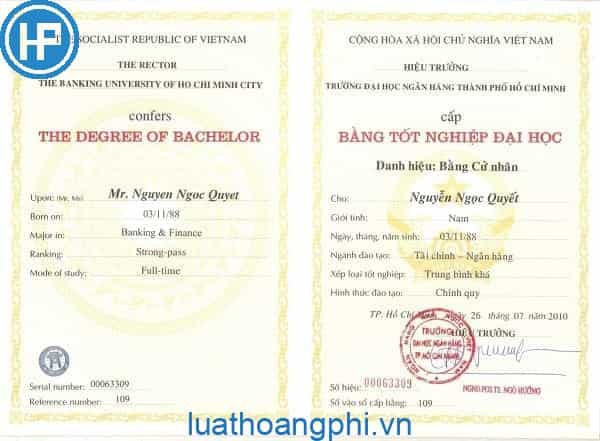 HP
THE SOCIALIST REPUBLIC OF VIETNAM
THE RECTOR
THE BANKING UNIVERSITY OF HO CHI MINH CITY
confers
THE DEGREE OF BACHELOR
Upon: (Mr, Ms) Mr. Nguyen Ngoc Quyet
Born on: 03/11/88
Major in: Banking & Finance
Ranking: Strong-pass
Mode of study: Full-time
Serial number: 00063309
Reference number: 109
CỘNG HÒA XÃ HỘI CHỦ NGHĨA VIỆT NAM
HIỆU TRƯỞNG
TRƯỜNG ĐẠI HỌC NGÂN HÀNG THÀNH PHỐ HỒ CHÍ MINH
cấp
BẰNG TỐT NGHIỆP ĐẠI HỌC
Danh hiệu: Bằng Cử nhân
Cho: Nguyễn Ngọc Quyết
Giới tính: Nam
Ngày, tháng, năm sinh: 03/11/88
Ngành đào tạo: Tài chính – Ngân hàng
Xếp loại tốt nghiệp: Trung bình khá
Hình thức đào tạo: Chính quy
TP. Hồ Chí Minh, ngày 26 tháng 07 năm 2010
HIỆU TRƯỞNG
TRƯỜNG
ĐẠI HỌC NGÂN HÀNG
TP HỒ CHÍ MINH
PGS.TS. NGÔ HƯỚNG
Số hiệu: 00063309
Số vào sổ cấp bằng: 109
luathoangphi.vn